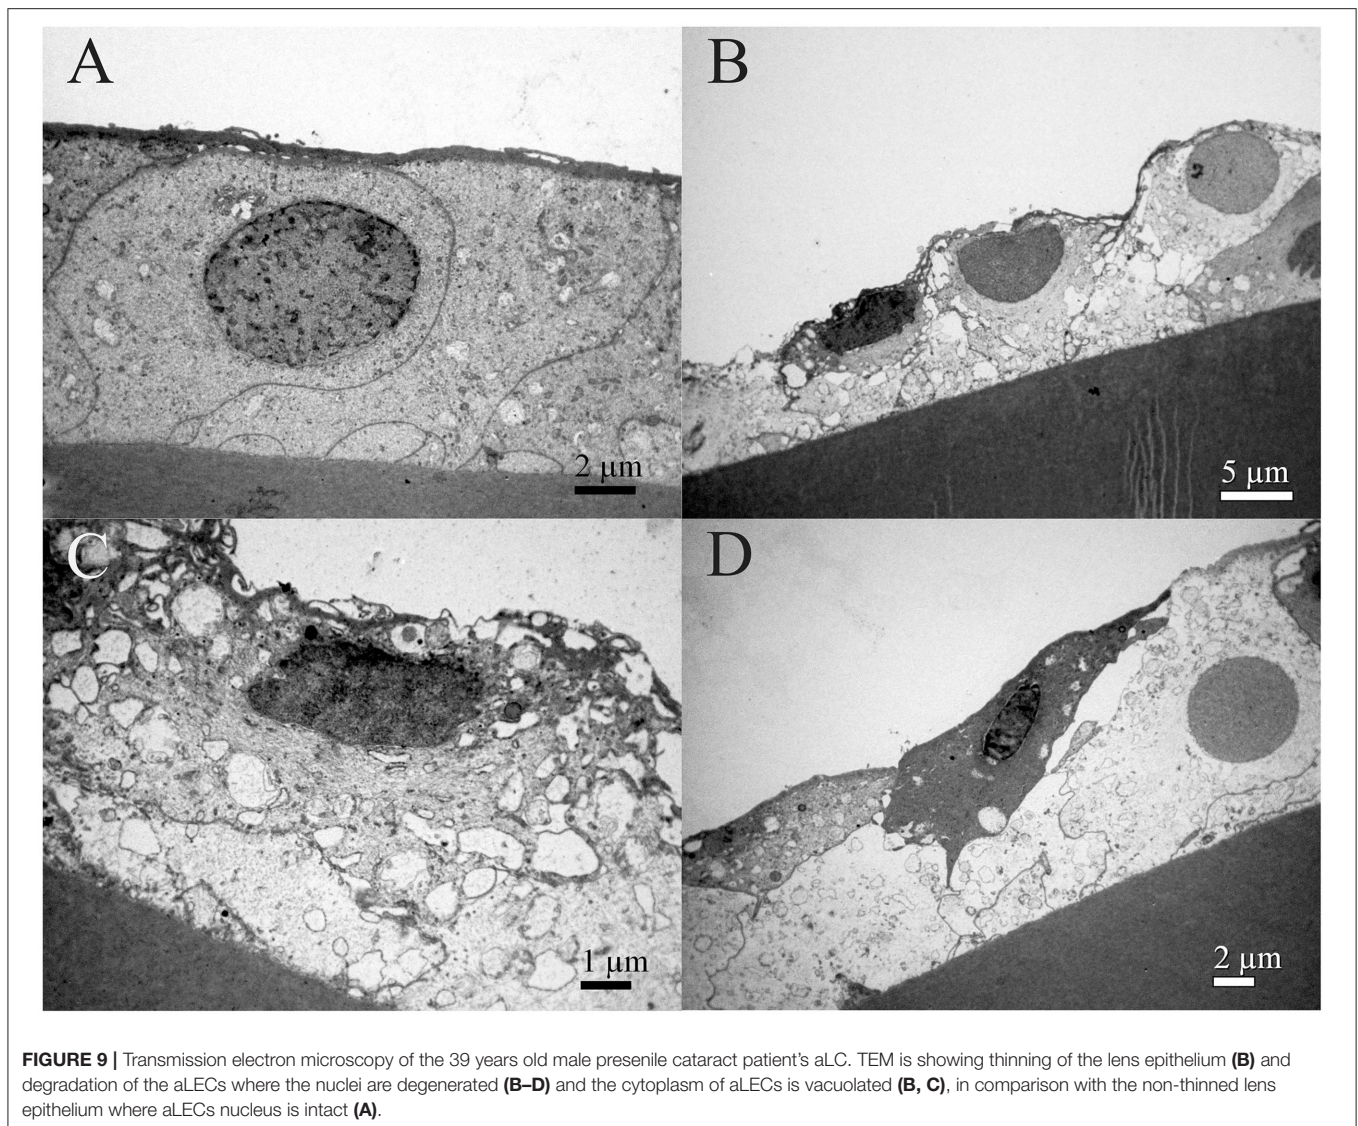 A
B
2 µm
5 µm
C
D
1 µm
2 µm
FIGURE 9 | Transmission electron microscopy of the 39 years old male presenile cataract patient's aLC. TEM is showing thinning of the lens epithelium (B) and
degradation of the aLECs where the nuclei are degenerated (B–D) and the cytoplasm of aLECs is vacuolated (B, C), in comparison with the non-thinned lens
epithelium where aLECs nucleus is intact (A).